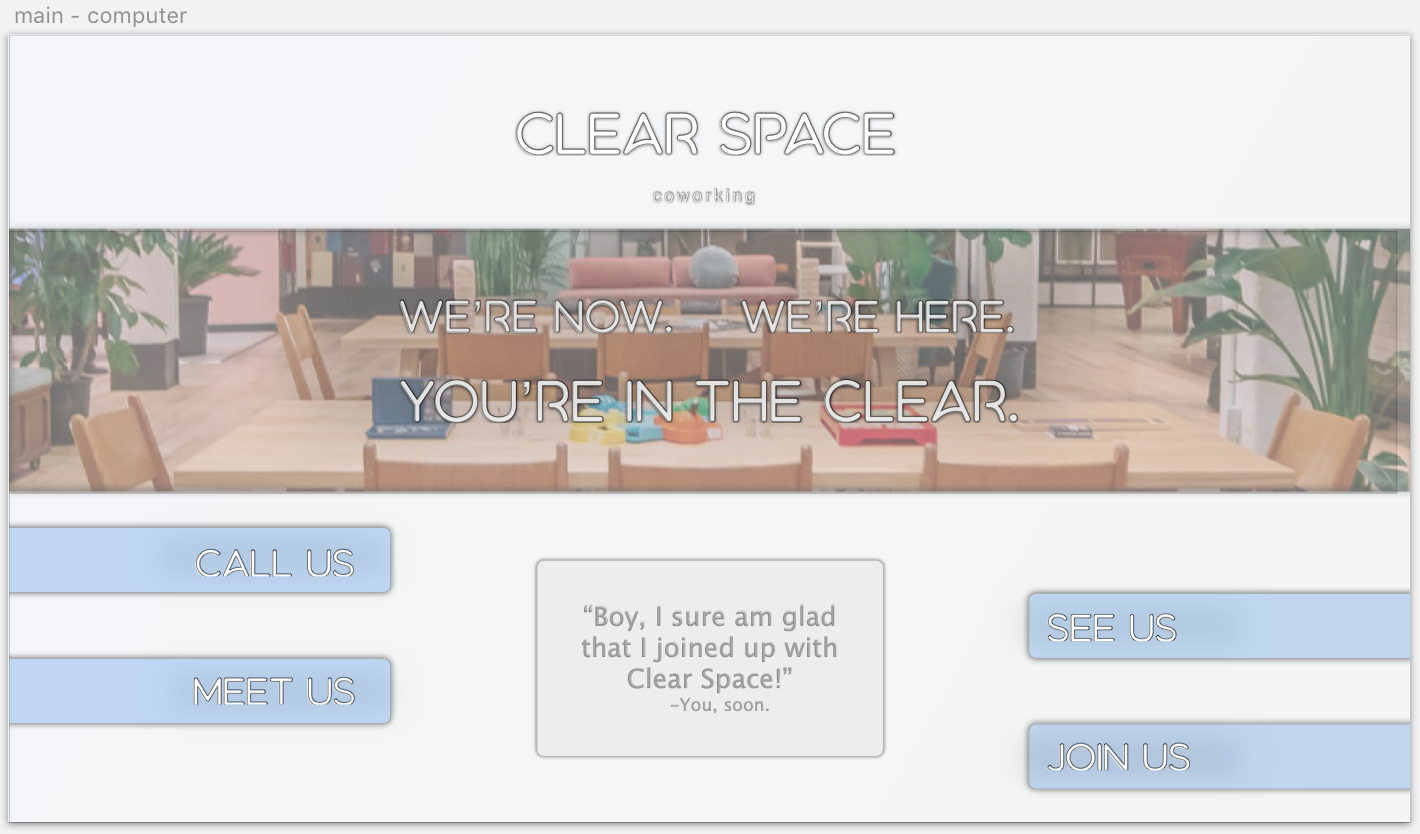 main - computer
CLEAR SPACE
coworking
WE’RE NOW. WE’RE HERE.
YOU’RE IN THE CLEAR.
CALL US
MEET US
“Boy, I sure am glad
that I joined up with
Clear Space!”
–You, soon.
SEE US
JOIN US